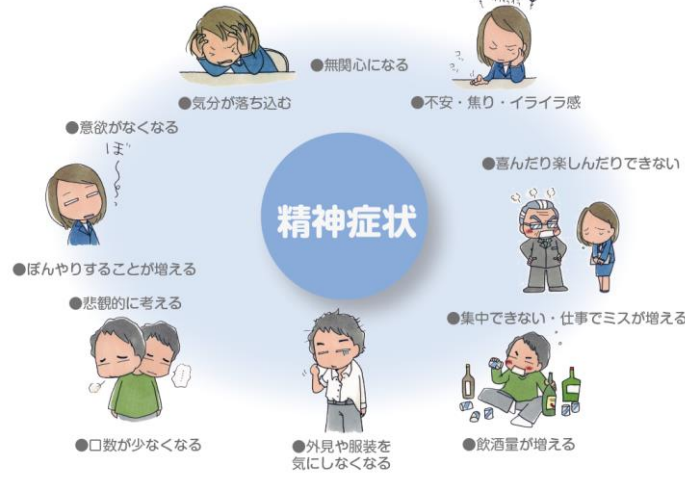 ●無関心になる
●気分が落ち込む
●不安・焦り・イライラ感
●意欲がなくなる
ぼ〜
●喜んだり楽しんだりできない
精神症状
●ぼんやりすることが増える
●悲観的に考える
●集中できない・仕事でミスが増える
●口数が少なくなる
●外見や服装を
気にしなくなる
●飲酒量が増える